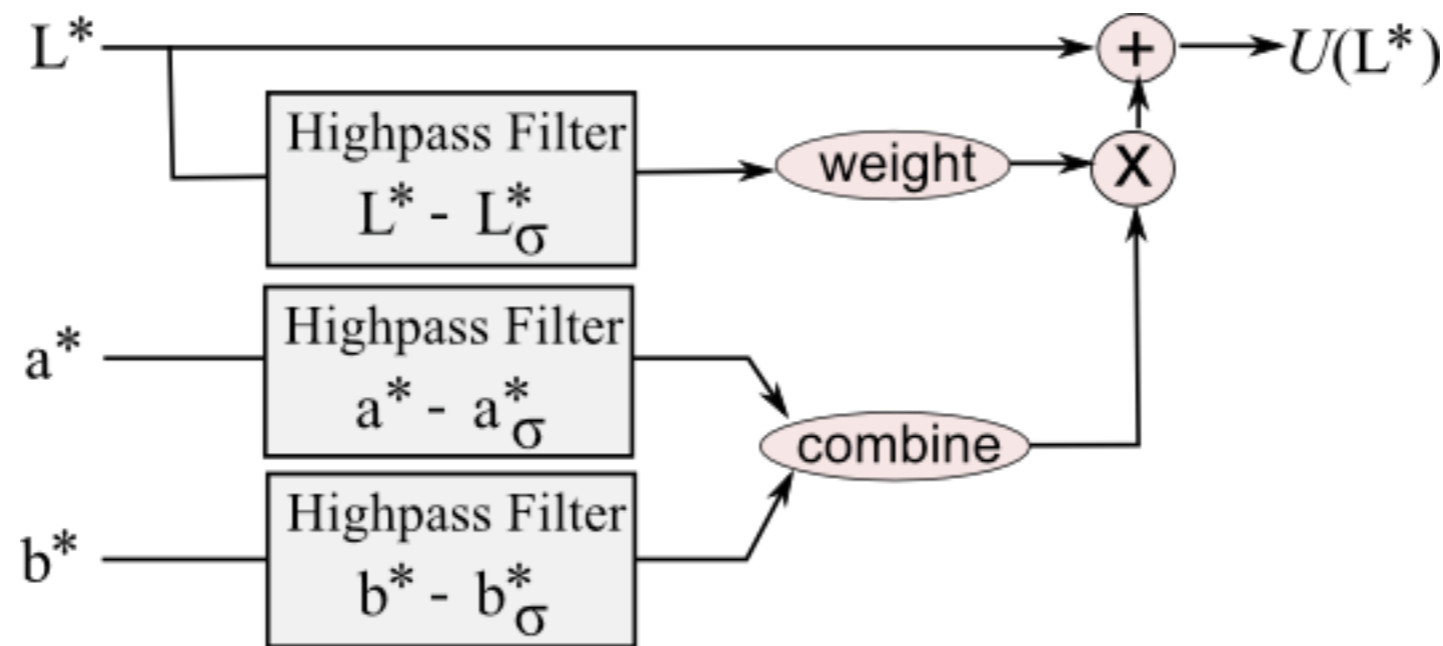 L* + U(L*)
Highpass Filter
L* - L*σ
weight X
Highpass Filter
a* a* - a*σ
combine
Highpass Filter
b* b* - b*σ